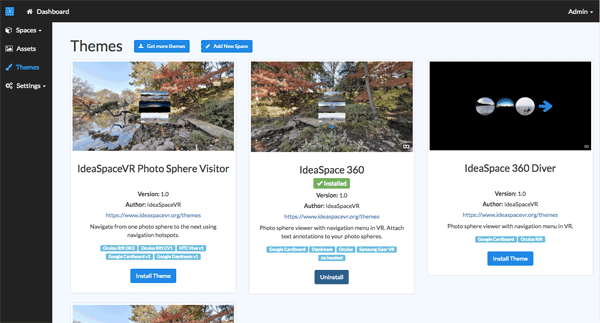 Dashboard
Admin
Spaces
Assets
Themes
Settings
Themes
Get more themes
Add New Space
IdeaSpaceVR Photo Sphere Visitor
Version: 1.0
Author: IdeaSpaceVR
https://www.ideaspacevr.org/themes
Navigate from one photo sphere to the next using
navigation hotspots.
Oculus Rift DK2 Oculus Rift CV1 HTC Vive v1
Google Cardboard v2 Google Daydream v1
Install Theme
IdeaSpace 360
Installed
Version: 1.0
Author: IdeaSpaceVR
https://www.ideaspacevr.org/themes
Photo sphere viewer with navigation menu in VR. Attach
text annotations to your photo spheres.
Google Cardboard Daydream Oculus Samsung Gear VR
no headset
Uninstall
IdeaSpace 360 Diver
Version: 1.0
Author: IdeaSpaceVR
https://www.ideaspacevr.org/themes
Photo sphere viewer with navigation menu in VR.
Google Cardboard Oculus Rift
Install Theme